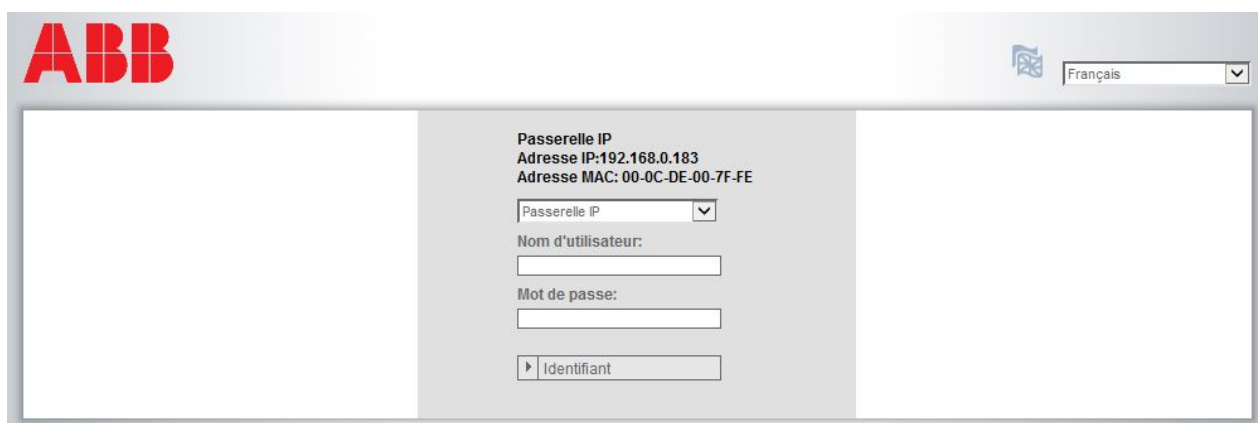 ABB
Français
Passerelle IP
Adresse IP:192.168.0.183
Adresse MAC: 00-0C-DE-00-7F-FE
Passerelle IP
Nom d'utilisateur:
Mot de passe:
Identifiant